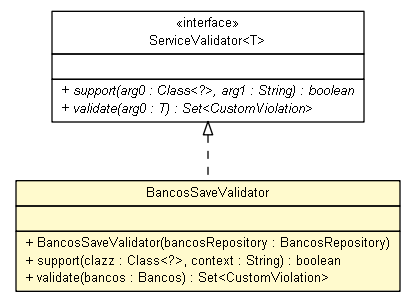 «interface»
ServiceValidator<T>
+ support(arg0 : Class<?>, arg1 : String) : boolean
+ validate(arg0 : T) : Set<CustomViolation>
BancosSaveValidator
+ BancosSaveValidator(bancosRepository : BancosRepository)
+ support(clazz : Class<?>, context : String) : boolean
+ validate(bancos : Bancos) : Set<CustomViolation>